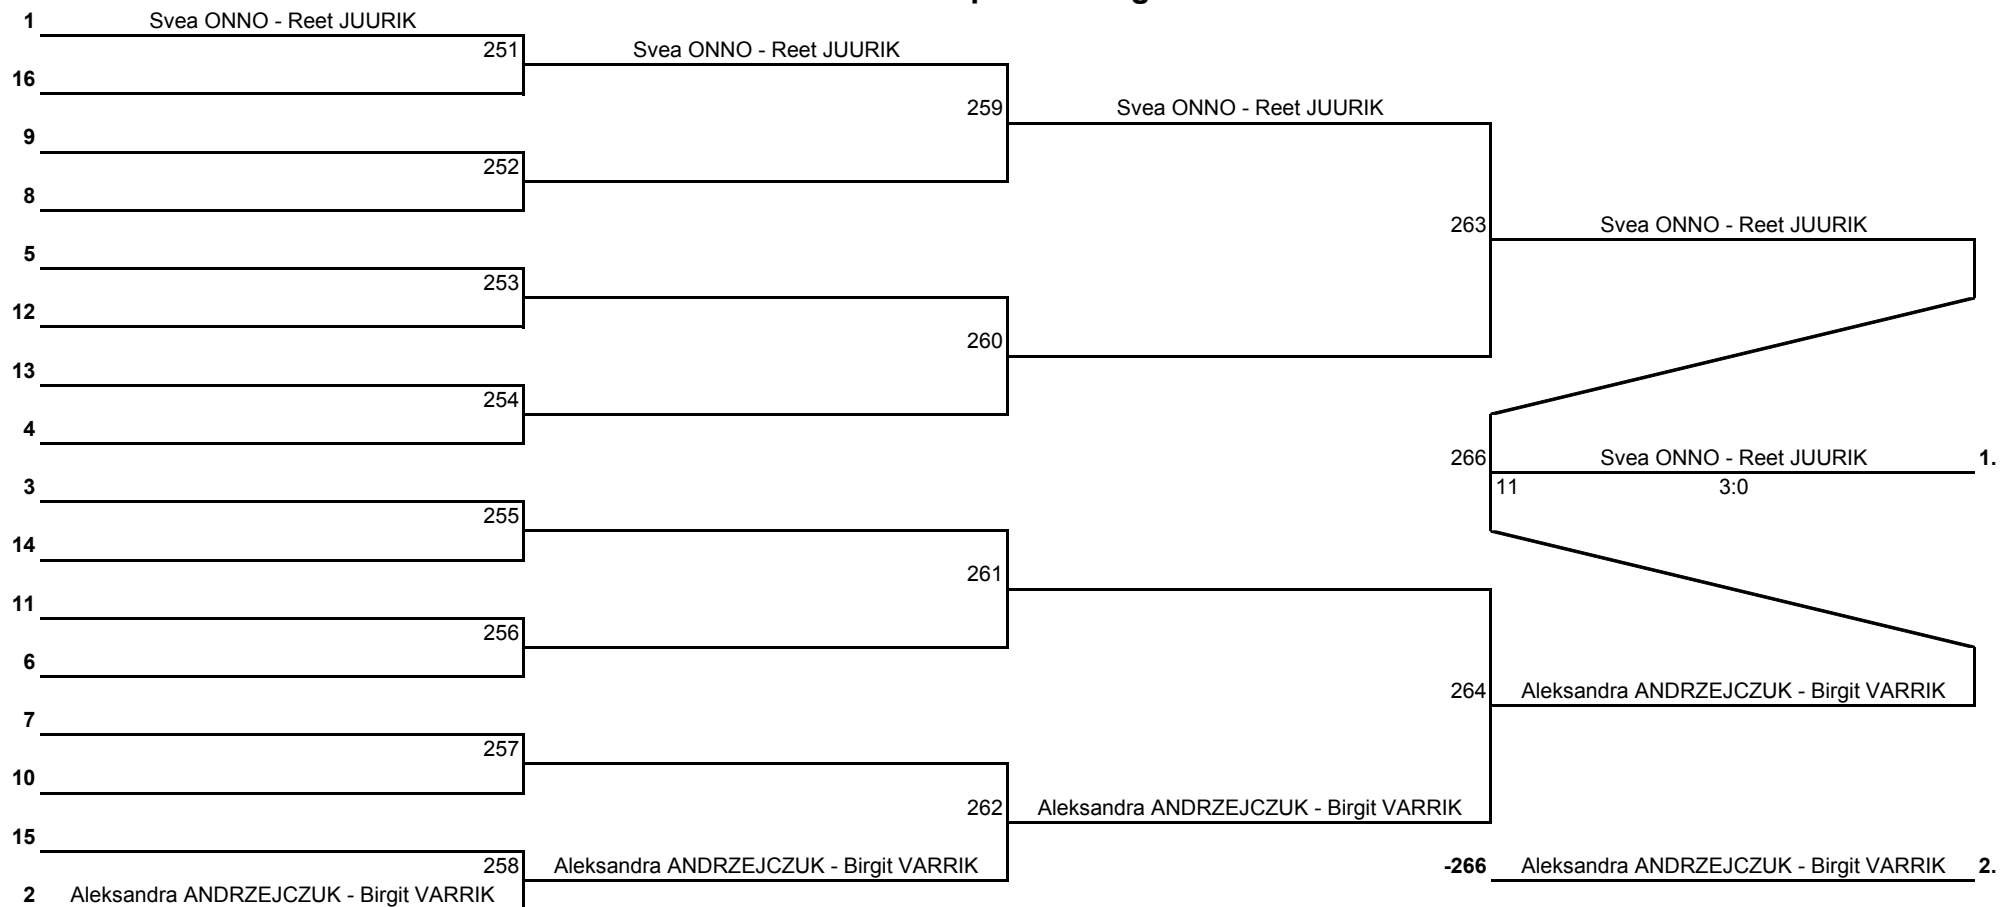 1 Svea ONNO - Reet JUURIK
251 Svea ONNO - Reet JUURIK
16
259 Svea ONNO - Reet JUURIK
9
252
8
263 Svea ONNO - Reet JUURIK
5
253
12
260
13
254
4
266 Svea ONNO - Reet JUURIK 1.
3
11 3:0
255
14
261
11
256
6
264 Aleksandra ANDRZEJCZUK - Birgit VARRIK
7
257
10
262 Aleksandra ANDRZEJCZUK - Birgit VARRIK
15
258 Aleksandra ANDRZEJCZUK - Birgit VARRIK
-266 Aleksandra ANDRZEJCZUK - Birgit VARRIK 2.
2 Aleksandra ANDRZEJCZUK - Birgit VARRIK